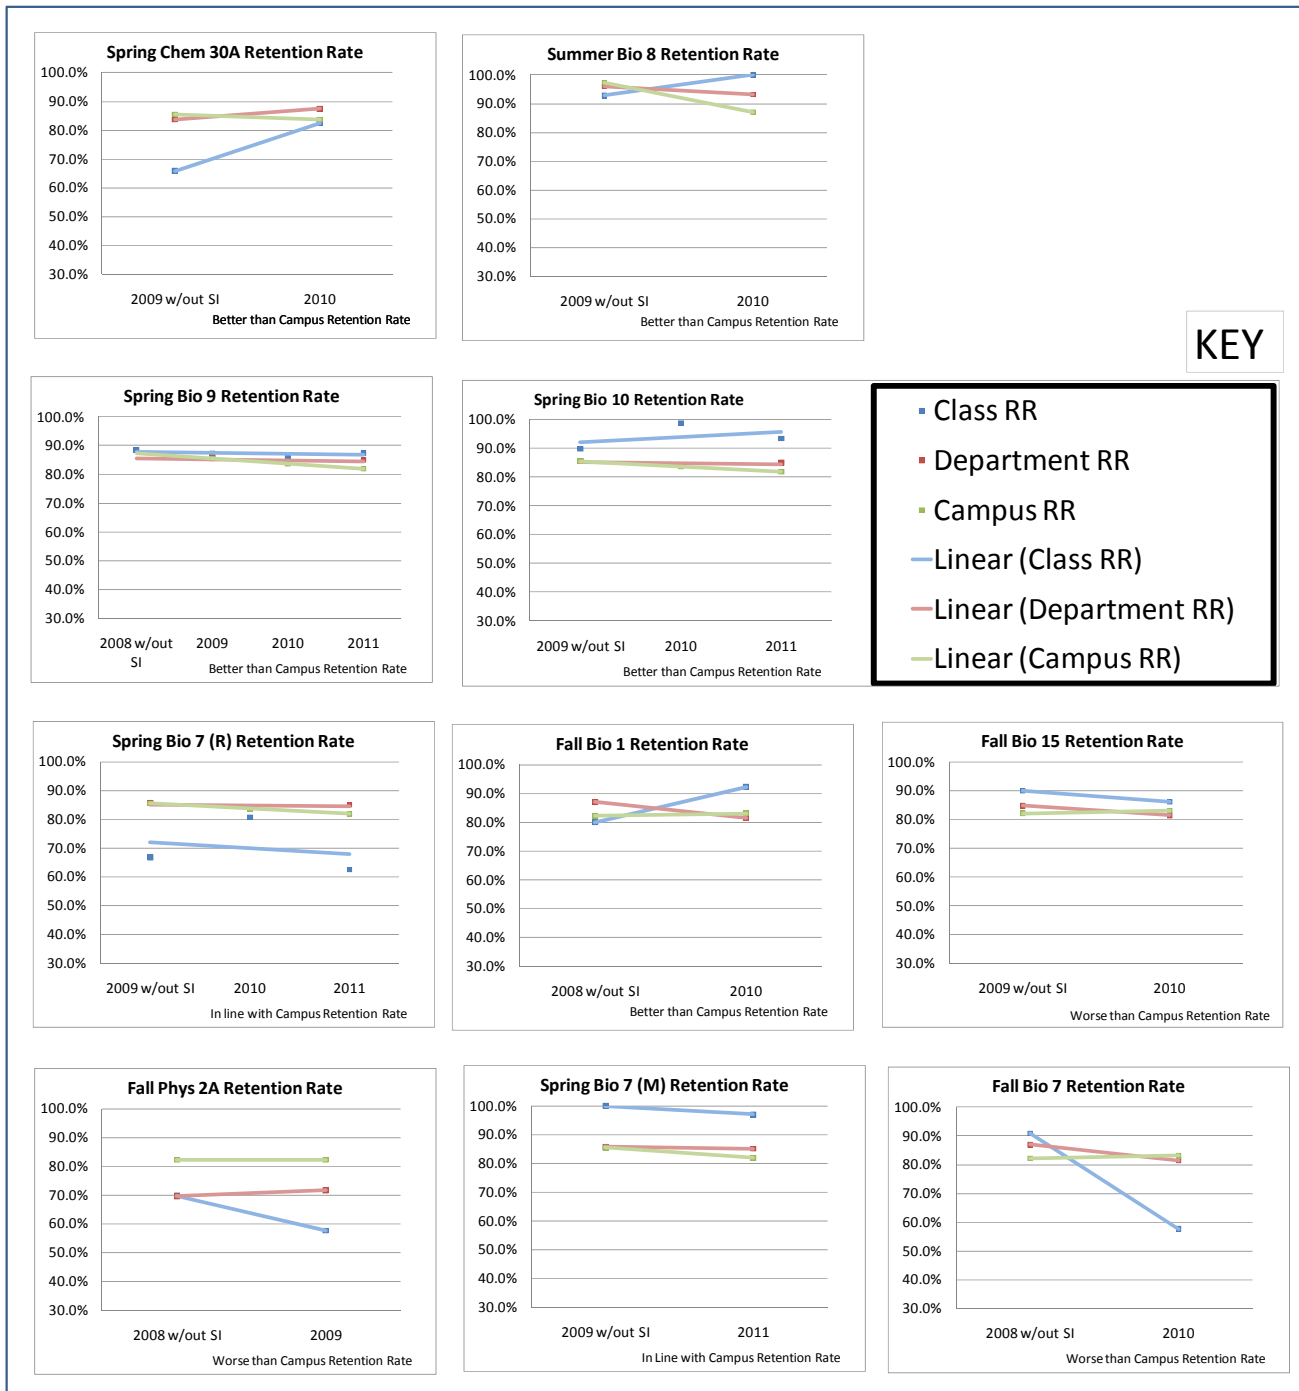 Spring Chem 30A Retention Rate
100.0%
90.0%
80.0%
70.0%
60.0%
50.0%
40.0%
30.0%
2009 w/out SI 2010
Better than Campus Retention Rate
Summer Bio 8 Retention Rate
100.0%
90.0%
80.0%
70.0%
60.0%
50.0%
40.0%
30.0%
2009 w/out SI 2010
Better than Campus Retention Rate
KEY
Spring Bio 9 Retention Rate
100.0%
90.0%
80.0%
70.0%
60.0%
50.0%
40.0%
30.0%
2008 w/out 2009 2010 2011
SI
Better than Campus Retention Rate
Spring Bio 10 Retention Rate
100.0%
90.0%
80.0%
70.0%
60.0%
50.0%
40.0%
30.0%
2009 w/out SI 2010 2011
Better than Campus Retention Rate
Class RR
Department RR
Campus RR
Linear (Class RR)
Linear (Department RR)
Linear (Campus RR)
Spring Bio 7 (R) Retention Rate
100.0%
90.0%
80.0%
70.0%
60.0%
50.0%
40.0%
30.0%
2009 w/out SI 2010 2011
In line with Campus Retention Rate
Fall Bio 1 Retention Rate
100.0%
90.0%
80.0%
70.0%
60.0%
50.0%
40.0%
30.0%
2008 w/out SI 2010
Better than Campus Retention Rate
Fall Bio 15 Retention Rate
100.0%
90.0%
80.0%
70.0%
60.0%
50.0%
40.0%
30.0%
2009 w/out SI 2010
Worse than Campus Retention Rate
Fall Phys 2A Retention Rate
100.0%
90.0%
80.0%
70.0%
60.0%
50.0%
40.0%
30.0%
2008 w/out SI 2009
Worse than Campus Retention Rate
Spring Bio 7 (M) Retention Rate
100.0%
90.0%
80.0%
70.0%
60.0%
50.0%
40.0%
30.0%
2009 w/out SI 2011
In Line with Campus Retention Rate
Fall Bio 7 Retention Rate
100.0%
90.0%
80.0%
70.0%
60.0%
50.0%
40.0%
30.0%
2008 w/out SI 2010
Worse than Campus Retention Rate